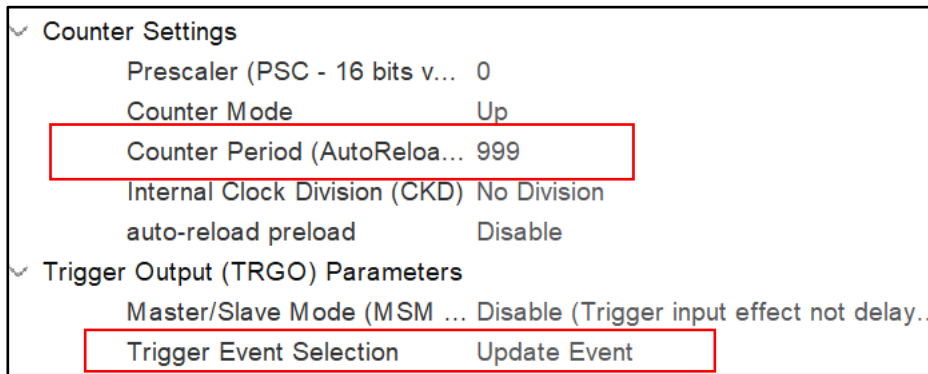 Counter Settings
Prescaler (PSC - 16 bits v... 0
Counter Mode Up
Counter Period (AutoReloa... 999
Internal Clock Division (CKD) No Division
auto-reload preload Disable
Trigger Output (TRGO) Parameters
Master/Slave Mode (MSM ... Disable (Trigger input effect not delay..
Trigger Event Selection Update Event